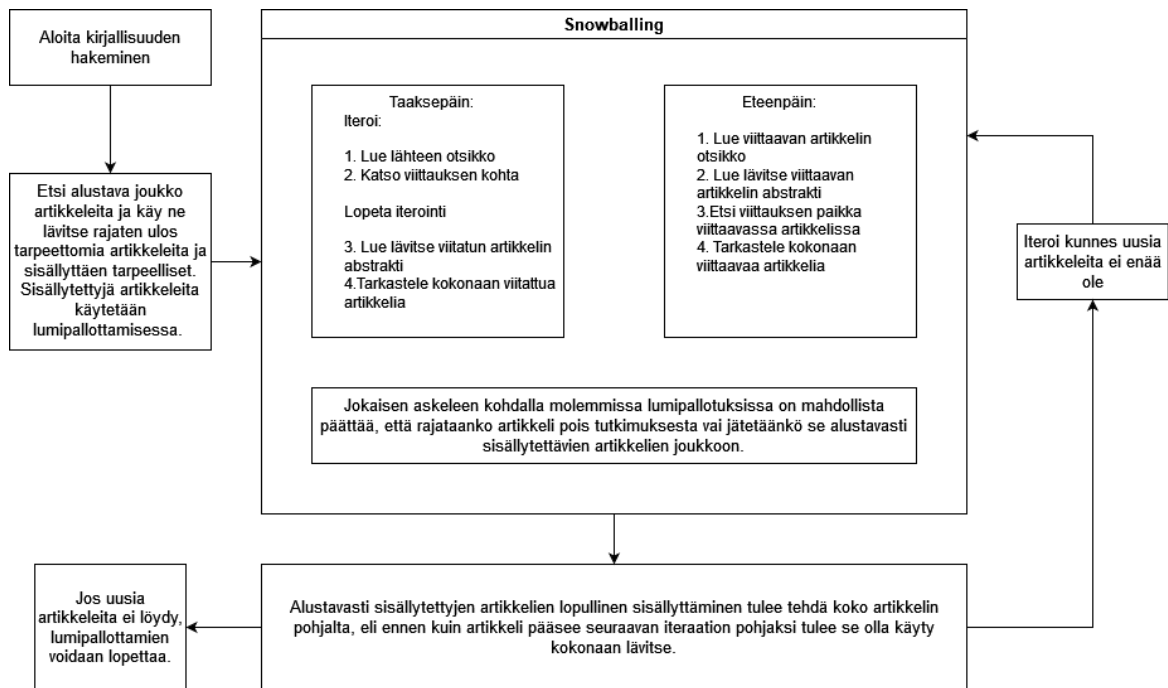 Aloita kirjallisuuden
hakeminen
Etsi alustava joukko
artikkeleita ja käy ne
lävitse rajaten ulos
tarpeettomia artikkeleita ja
sisällyttäen tarpeelliset.
Sisällytettyjä artikkeleita
käytetään
lumipallottamisessa.
Snowballing
Taaksepäin:
Iteroi:
1. Lue lähteen otsikko
2. Katso viittauksen kohta
Lopeta iterointi
3. Lue lävitse viitatun artikkelin
abstrakti
4.Tarkastele kokonaan viitattua
artikkelia
Eteenpäin:
1. Lue viittaavan artikkelin
otsikko
2. Lue lävitse viittaavan
artikkelin abstrakti
3.Etsi viittauksen paikka
viittaavassa artikkelissa
4. Tarkastele kokonaan
viittaavaa artikkelia
Jokaisen askeleen kohdalla molemmissa lumipallotuksissa on mahdollista
päättää, että rajataanko artikkeli pois tutkimuksesta vai jätetäänkö se alustavasti
sisällytettävien artikkelien joukkoon.
Iteroi kunnes uusia
artikkeleita ei enää
ole
Alustavasti sisällytettyjen artikkelien lopullinen sisällyttäminen tulee tehdä koko artikkelin
pohjalta, eli ennen kuin artikkeli pääsee seuraavan iteraation pohjaksi tulee se olla käyty
kokonaan lävitse.
Jos uusia
artikkeleita ei löydy,
lumipallottamien
voidaan lopettaa.